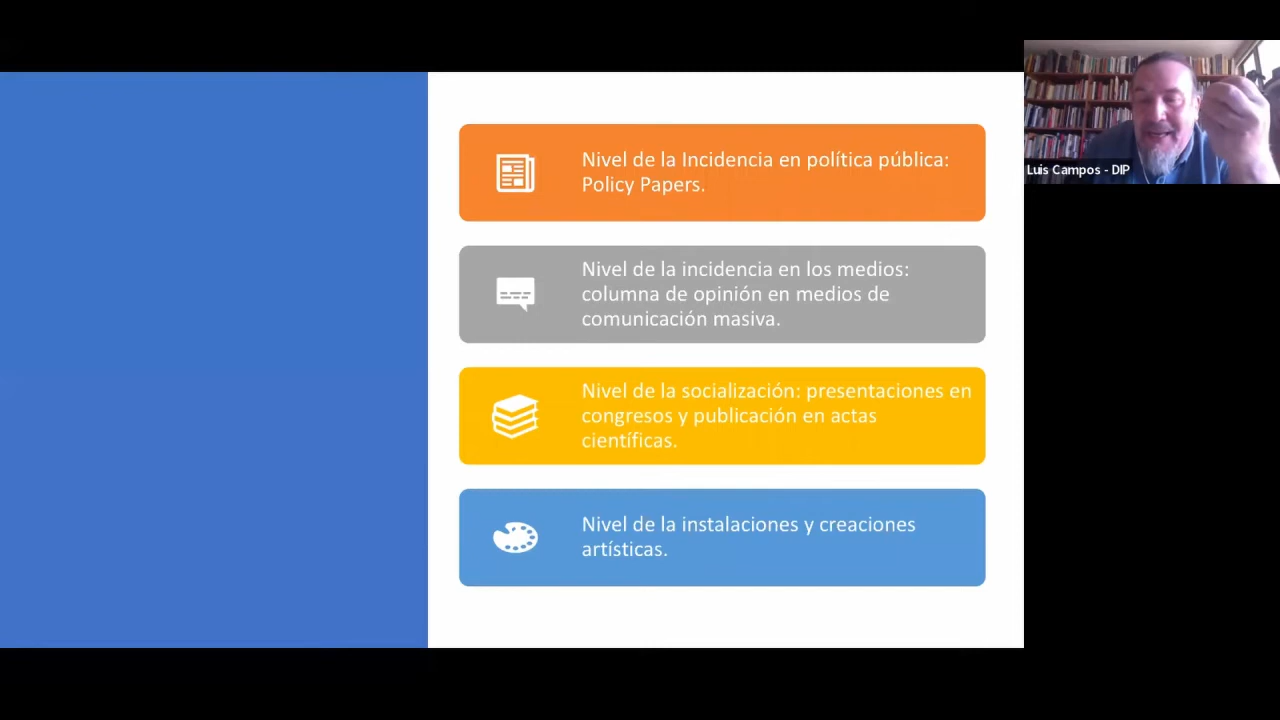 Nivel de la Incidencia en política pública:
Policy Papers.
Nivel de la incidencia en los medios:
columna de opinión en medios de
comunicación masiva.
Nivel de la socialización: presentaciones en
congresos y publicación en actas
científicas.
Nivel de la instalaciones y creaciones
artísticas.
Luis Campos - DIP